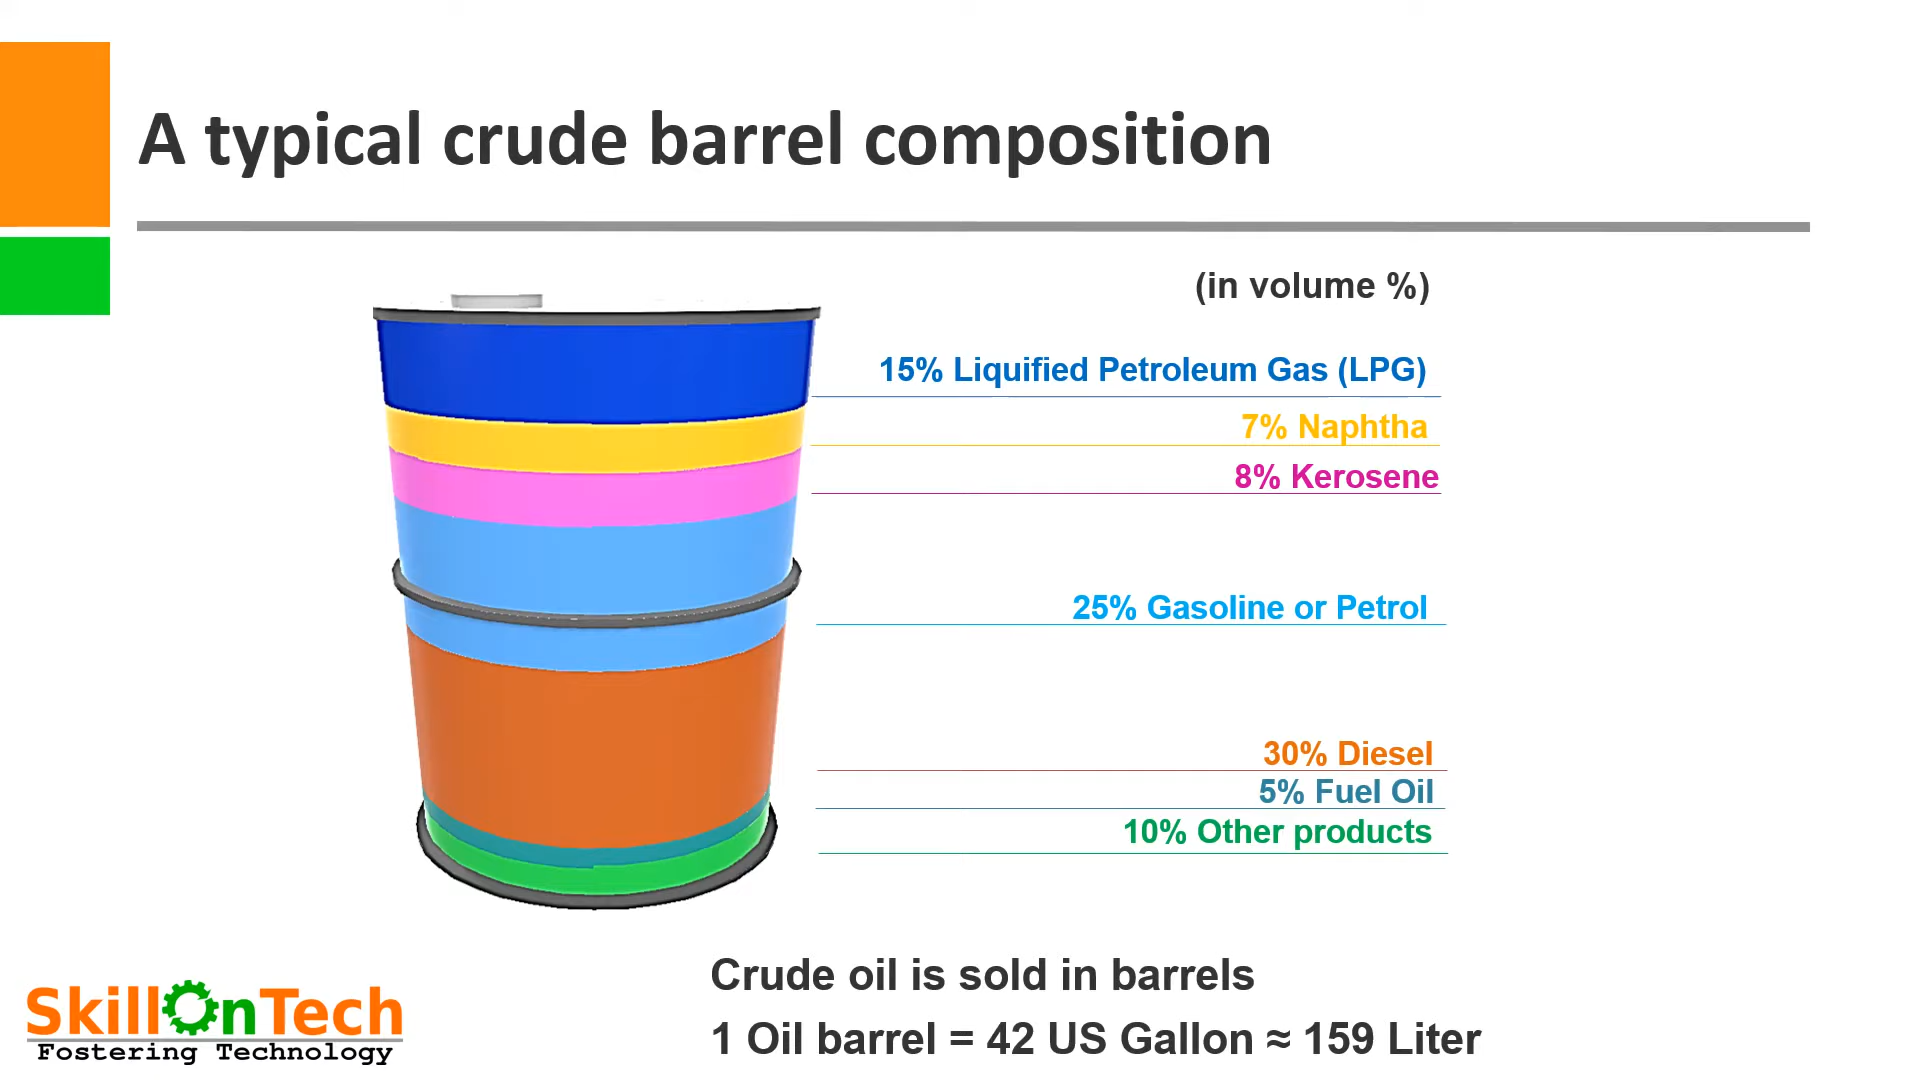 A typical crude barrel composition
(in volume %)
15% Liquified Petroleum Gas (LPG)
7% Naphtha
8% Kerosene
25% Gasoline or Petrol
30% Diesel
5% Fuel Oil
10% Other products
Crude oil is sold in barrels
1 Oil barrel = 42 US Gallon ≈ 159 Liter
SkillOnTech
Fostering Technology